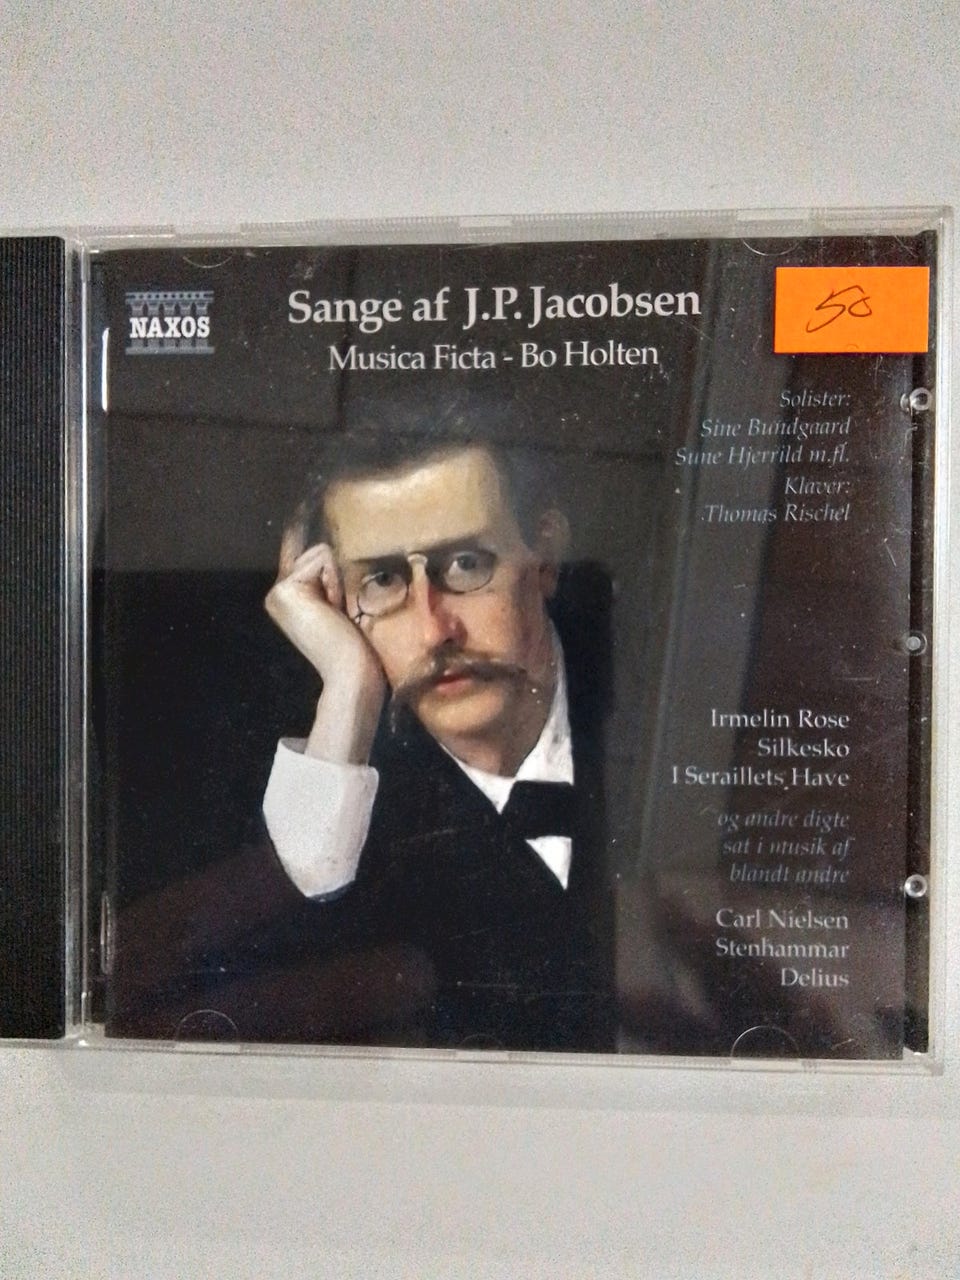 NAXOS
Sange af J.P. Jacobsen
Musica Ficta - Bo Holten
50
Solister:
Sine Bundgaard
Sune Hjerrild m.fl.
Klaver:
Thomas Rischel
Irmelin Rose
Silkesko
I Seraillets Have
og andre digte
sat i musik af
blandt andre
Carl Nielsen
Stenhammar
Delius